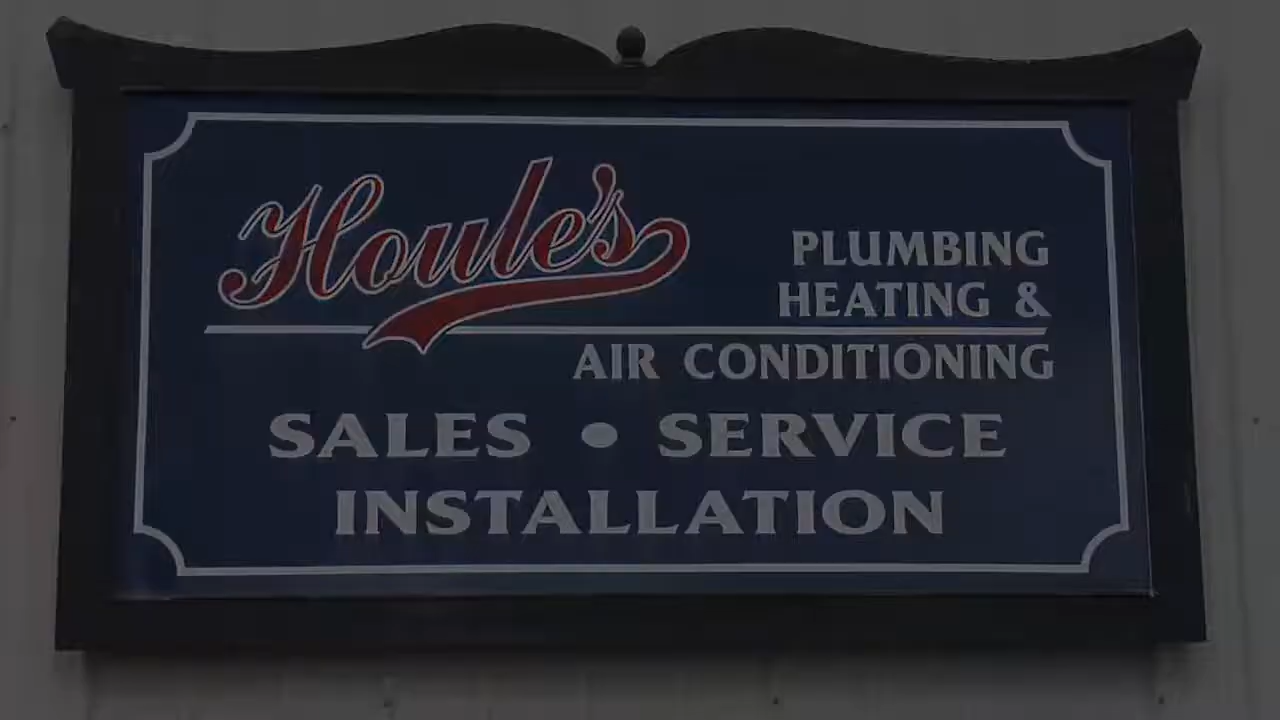 Houle's
PLUMBING
HEATING &
AIR CONDITIONING
SALES • SERVICE
INSTALLATION